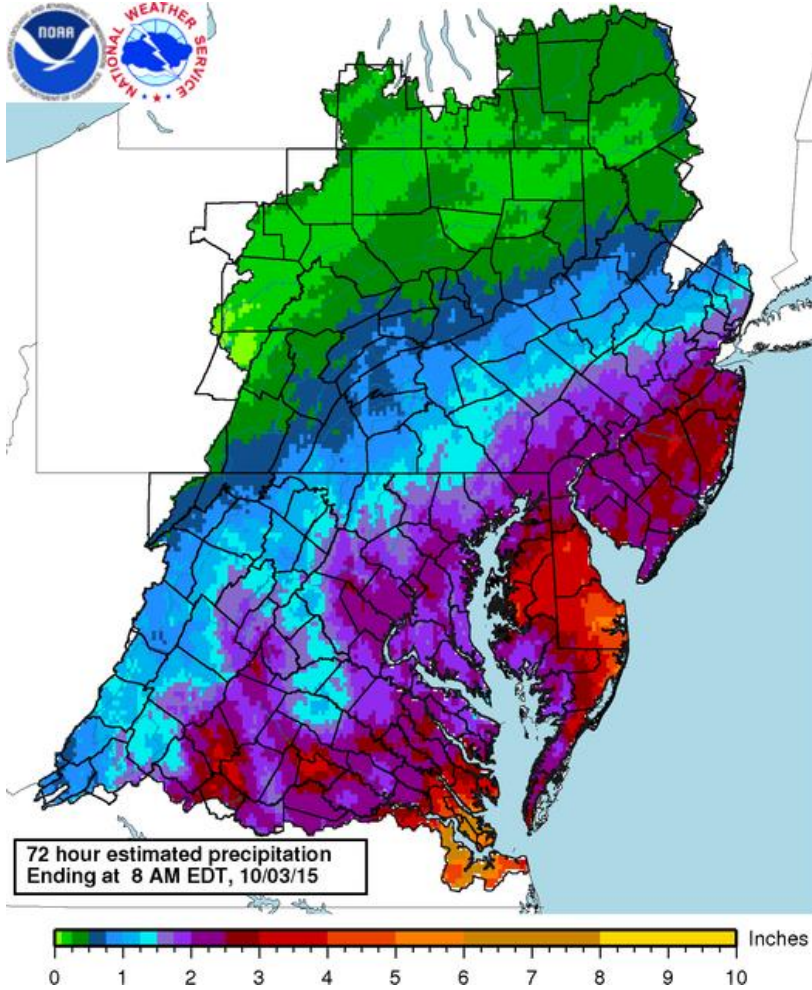 NOAA
NATIONAL WEATHER SERVICE
72 hour estimated precipitation
Ending at 8 AM EDT, 10/03/15
Inches
0 1 2 3 4 5 6 7 8 9 10